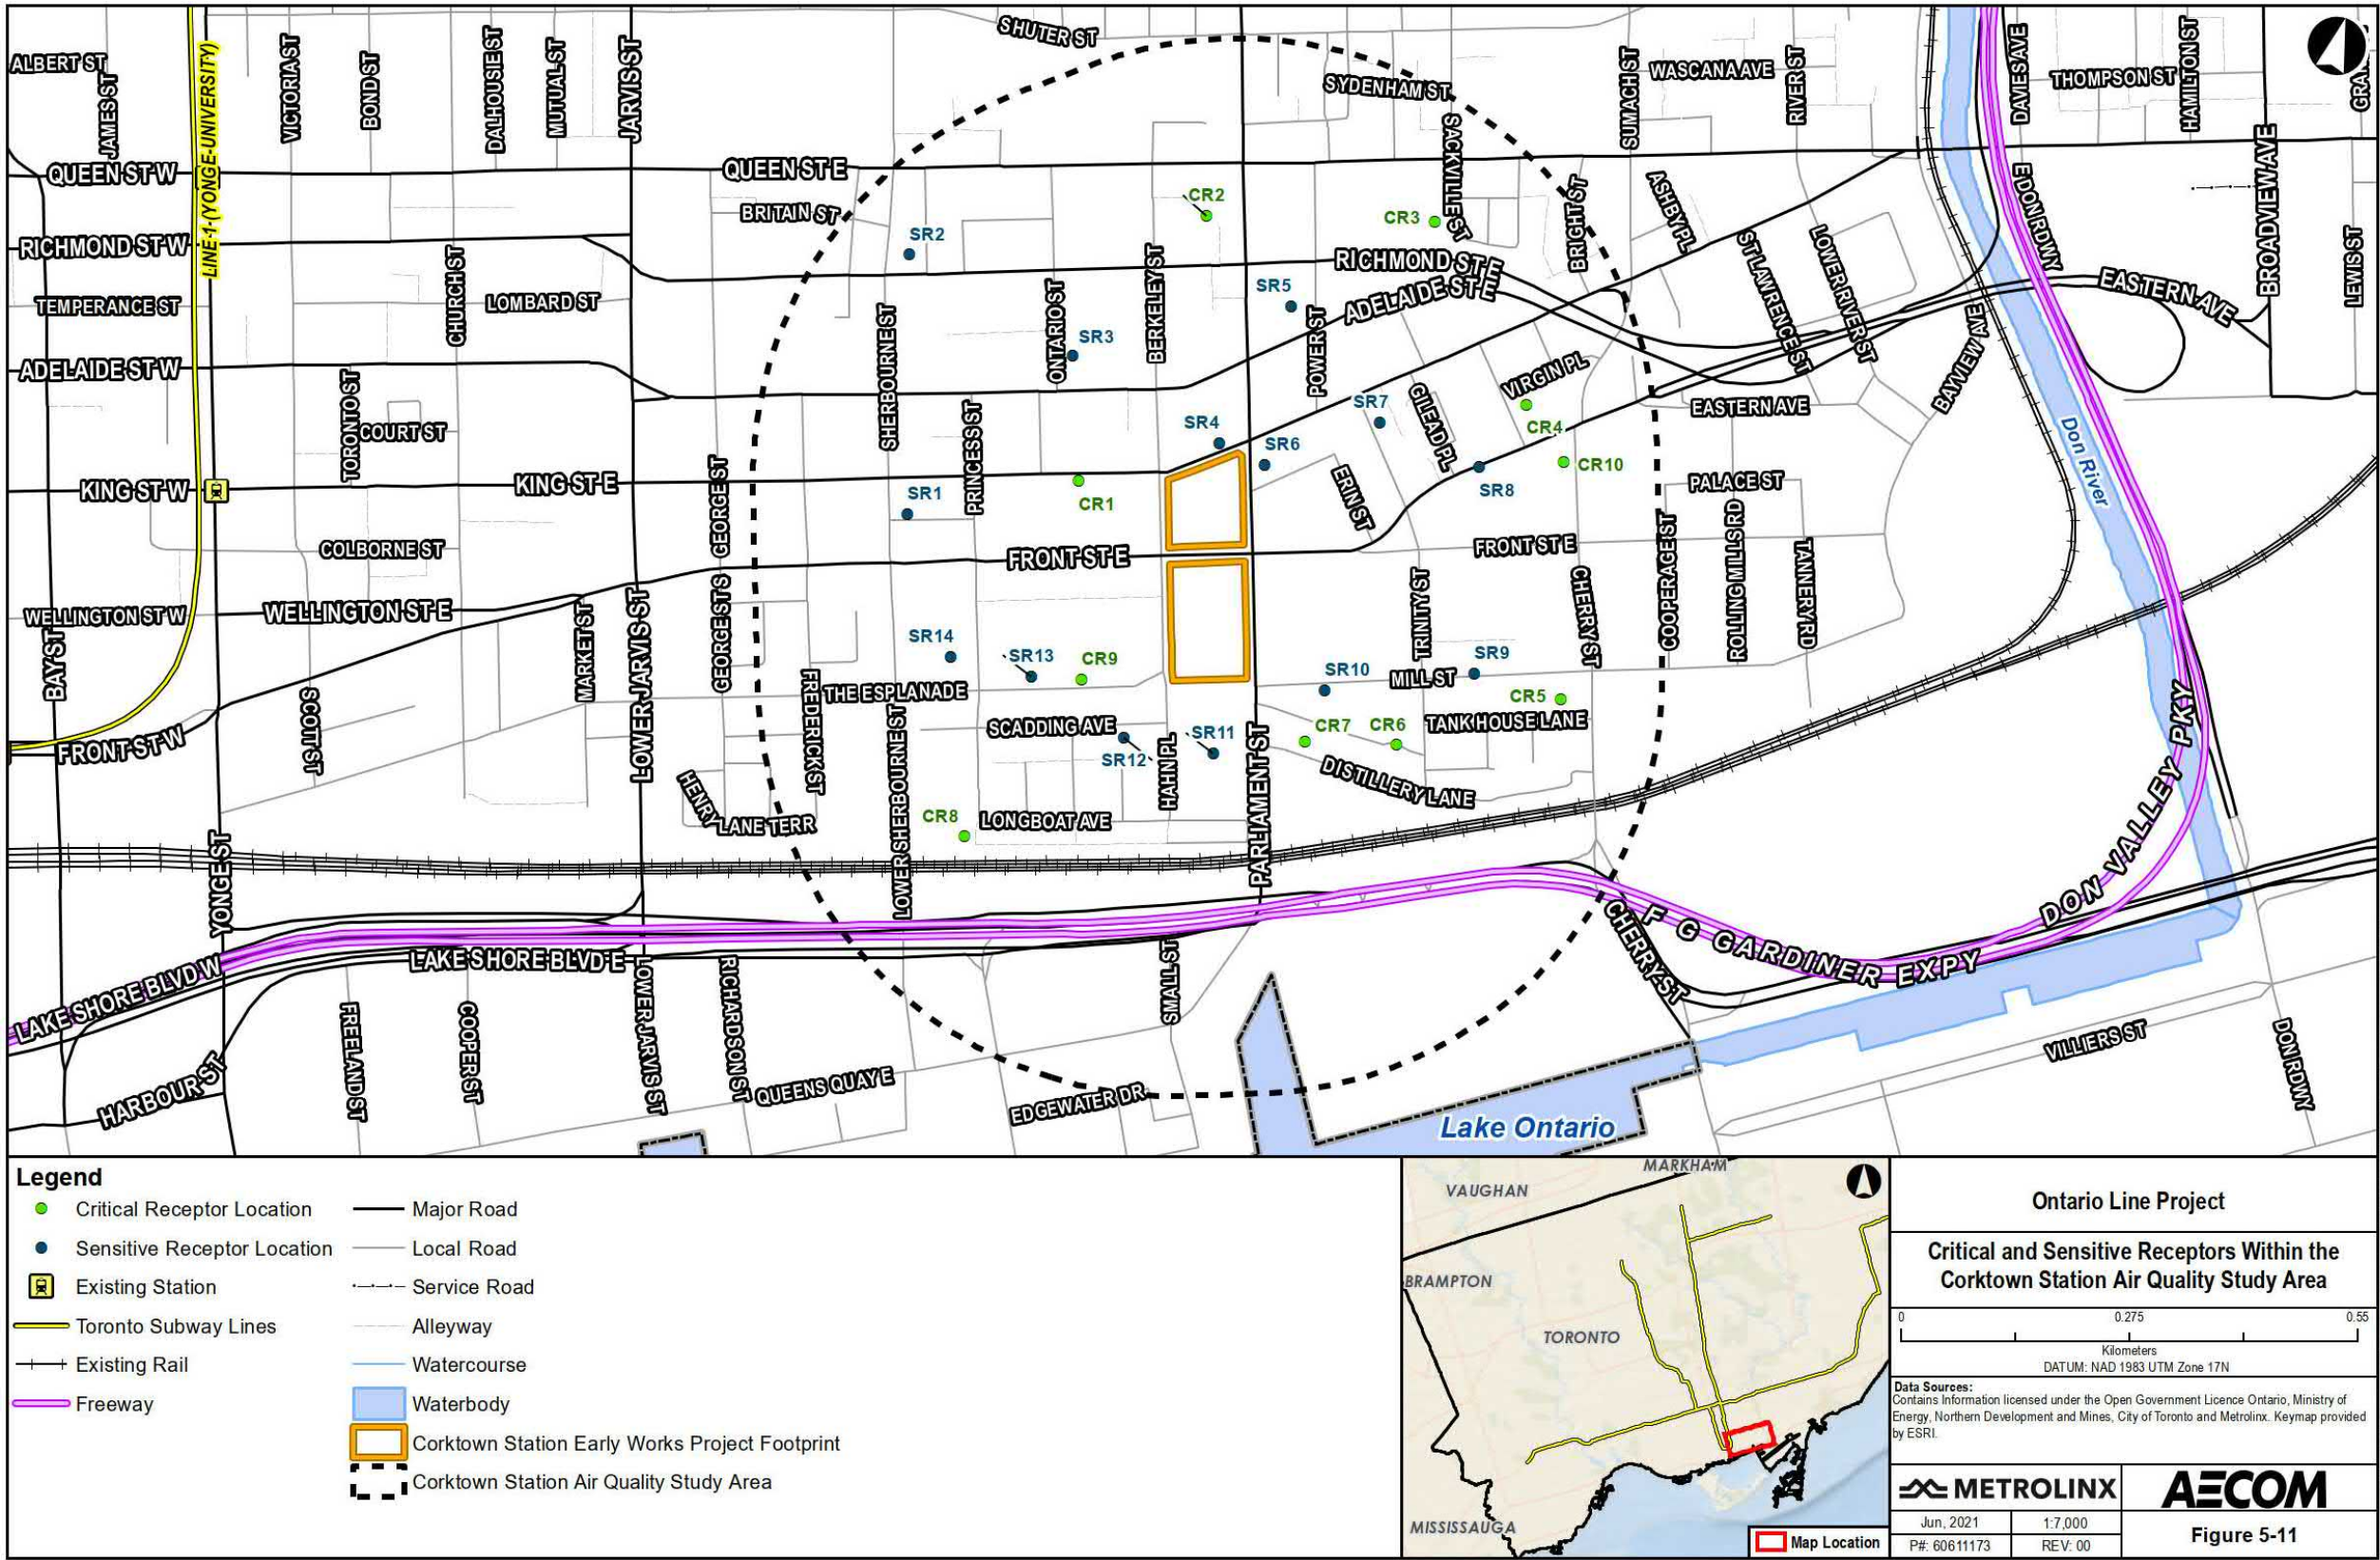 SHUTER ST
ALBERT ST
JAMES ST
LINE-1-(YONGE-UNIVERSITY)
VICTORIA ST
BOND ST
DALHOUSIE ST
MUTUAL ST
JARVIS ST
SYDENHAM ST
SACKVILLE ST
SUMACH ST
WASCANA AVE
RIVER ST
DAVIES AVE
THOMPSON ST
HAMILTON ST
QUEEN ST W
QUEEN ST E
BRITAIN ST
CR2
CR3
BRIGHT ST
ASHBY PL
BROADVIEW AVE
SR2
RICHMOND ST W
RICHMOND ST E
ST LAWRENCE ST
LOWER RIVER ST
EASTERN AVE
LEWIS ST
TEMPERANCE ST
CHURCH ST
LOMBARD ST
ONTARIO ST
BERKELEY ST
SR5
ADELAIDE ST E
SHERBOURNE ST
SR3
POWER ST
BAYVIEW AVE
ADELAIDE ST W
TORONTO ST
COURT ST
PRINCESS ST
SR4
SR7
GILEAD PL
VIRGIN PL
CR4
EASTERN AVE
Don River
SR6
CR10
KING ST W
KING ST E
GEORGE ST
SR1
CR1
ERIN ST
SR8
PALACE ST
COLBORNE ST
FRONT ST E
FRONT ST E
COOPERAGE ST
ROLLING MILLS RD
TANNERY RD
WELLINGTON ST W
WELLINGTON ST E
MARKET ST
LOWER JARVIS ST
GEORGE ST S
TRINITY ST
CHERRY ST
BAY ST
SR14
SR13
CR9
SR10
MILL ST
SR9
SCOTT ST
FREDERICK ST
THE ESPLANADE
CR5
FRONT ST W
SCADDING AVE
SR12
HAHN PL
SR11
PARLIAMENT ST
CR7
CR6
TANK HOUSE LANE
HENRY LANE TERR
LOWER SHERBOURNE ST
CR8
LONGBOAT AVE
DISTILLERY LANE
DON VALLEY PKY
YONGE ST
LAKE SHORE BLVD W
LAKE SHORE BLVD E
LOWER JARVIS ST
RICHARDSON ST
SMALL ST
CHERRY ST
F G GARDINER EXPY
HARBOUR ST
FREELAND ST
COOPER ST
QUEENS QUAY E
EDGEWATER DR
Lake Ontario
VILLIERS ST
DON RDWY
Legend
Critical Receptor Location
Sensitive Receptor Location
Existing Station
Toronto Subway Lines
Existing Rail
Freeway
Major Road
Local Road
Service Road
Alleyway
Watercourse
Waterbody
Corktown Station Early Works Project Footprint
Corktown Station Air Quality Study Area
MARKHAM
VAUGHAN
BRAMPTON
TORONTO
MISSISSAUGA
Map Location
Ontario Line Project
Critical and Sensitive Receptors Within the
Corktown Station Air Quality Study Area
0 0.275 0.55
Kilometers
DATUM: NAD 1983 UTM Zone 17N
Data Sources:
Contains Information licensed under the Open Government Licence Ontario, Ministry of
Energy, Northern Development and Mines, City of Toronto and Metrolinx. Keymap provided
by ESRI.
METROLINX
AECOM
Jun, 2021 1:7,000
P#: 60611173 REV: 00
Figure 5-11